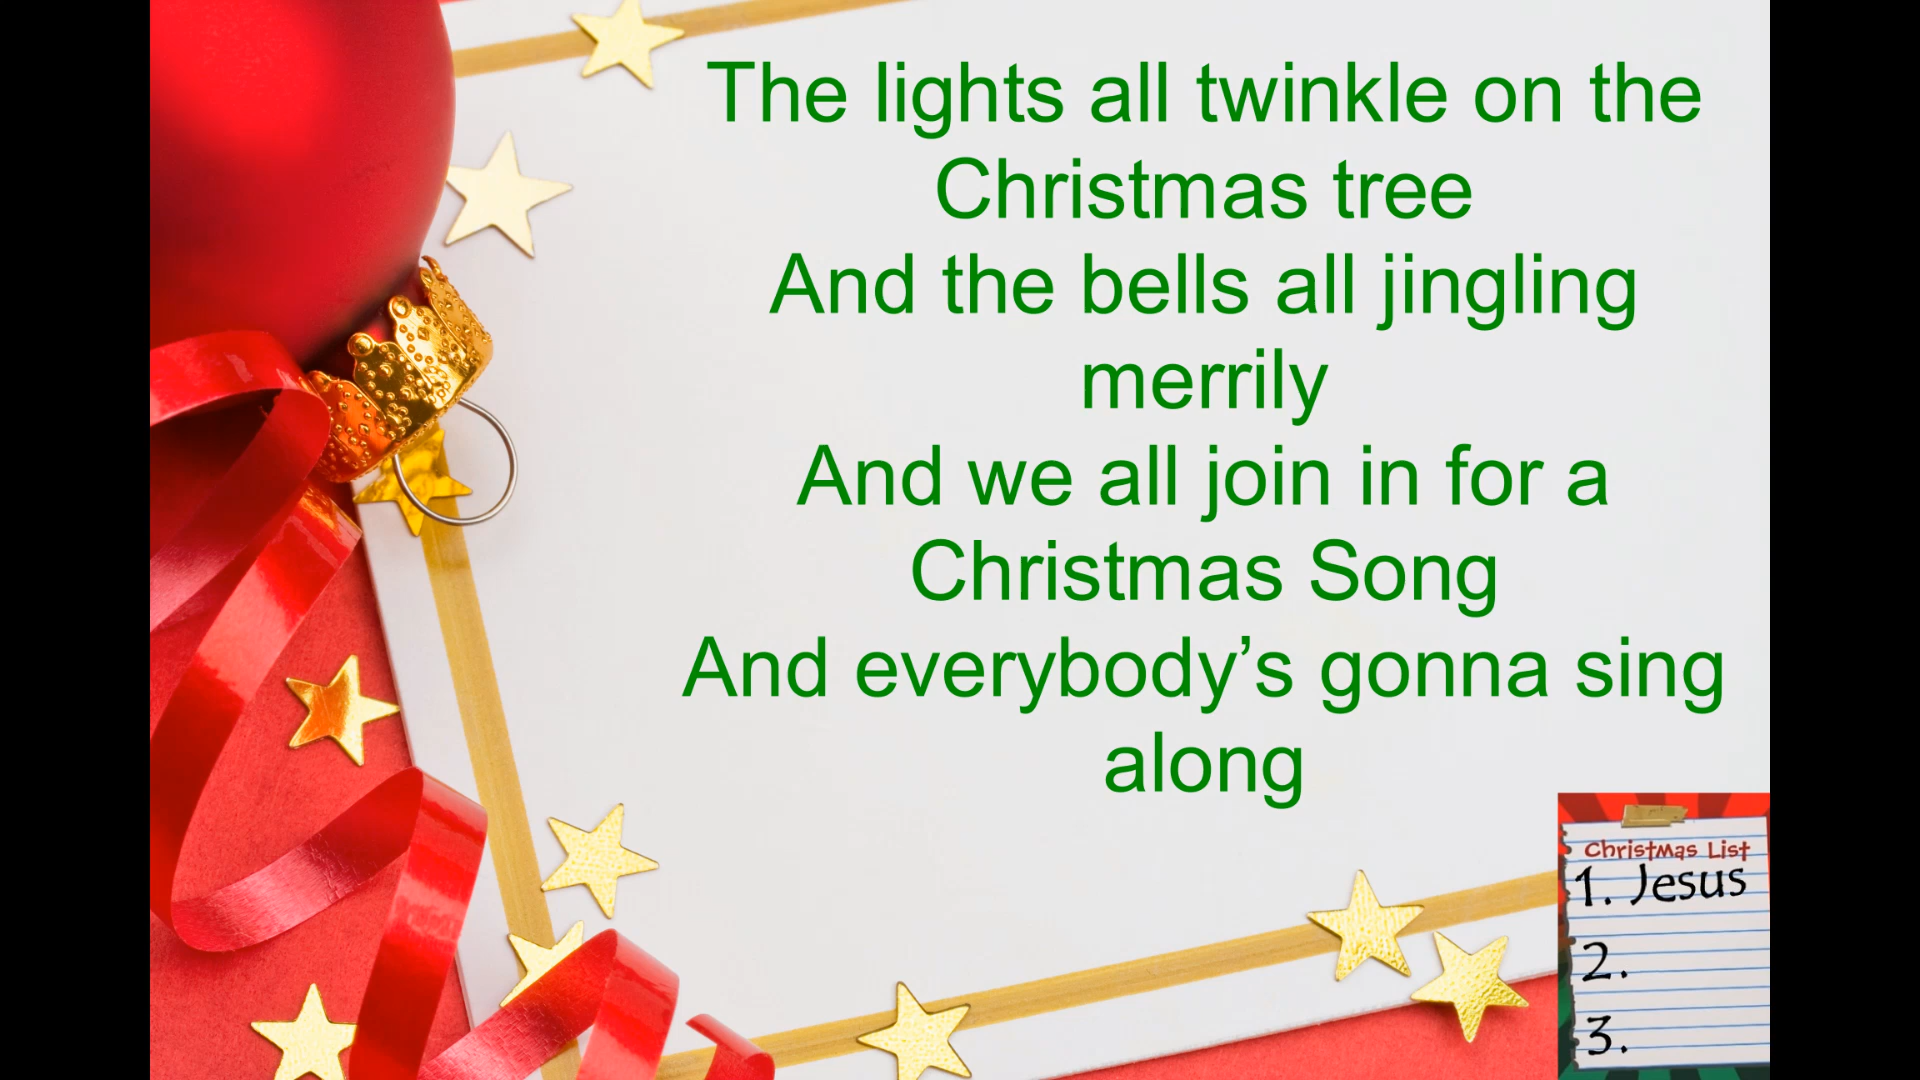 The lights all twinkle on the
Christmas tree
And the bells all jingling
merrily
And we all join in for a
Christmas Song
And everybody’s gonna sing
along
Christmas List
1. Jesus
2.
3.